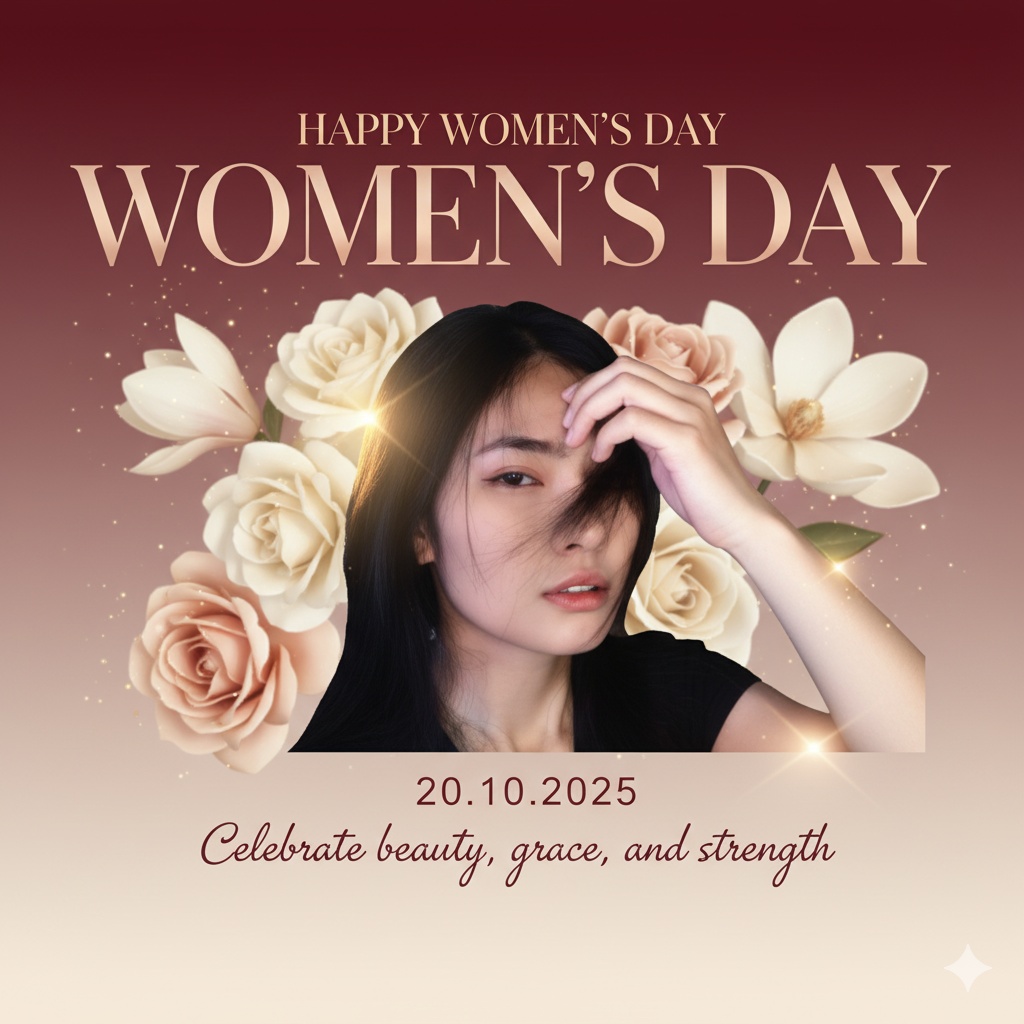 HAPPY WOMEN’S DAY
WOMEN’S DAY
20.10.2025
Celebrate beauty, grace, and strength